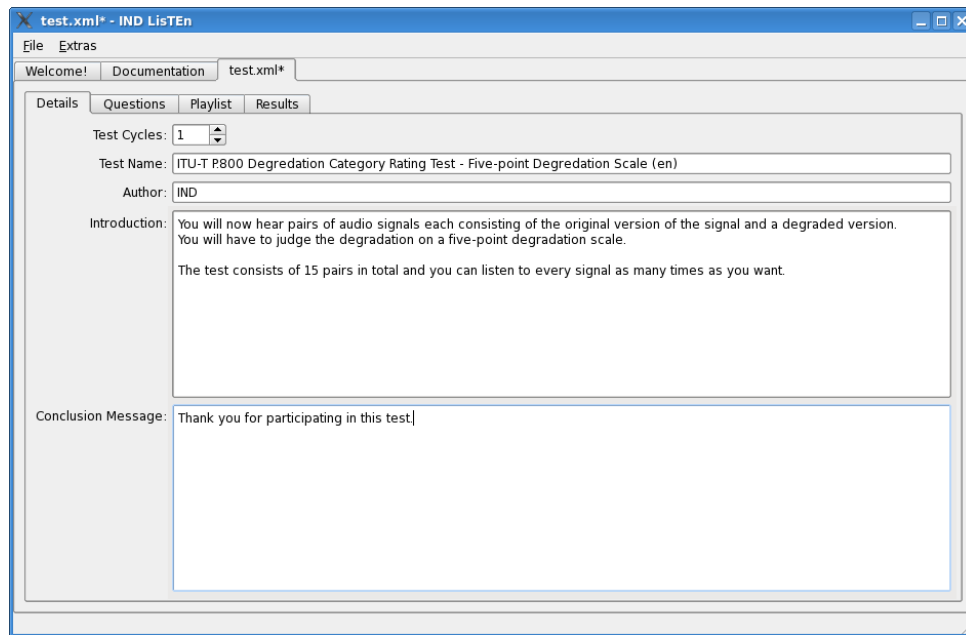 test.xml* - IND LisTEn
File Extras
Welcome! Documentation test.xml*
Details Questions Playlist Results
Test Cycles: 1
Test Name: ITU-T P.800 Degredation Category Rating Test - Five-point Degredation Scale (en)
Author: IND
Introduction: You will now hear pairs of audio signals each consisting of the original version of the signal and a degraded version.
You will have to judge the degradation on a five-point degradation scale.
The test consists of 15 pairs in total and you can listen to every signal as many times as you want.
Conclusion Message: Thank you for participating in this test.